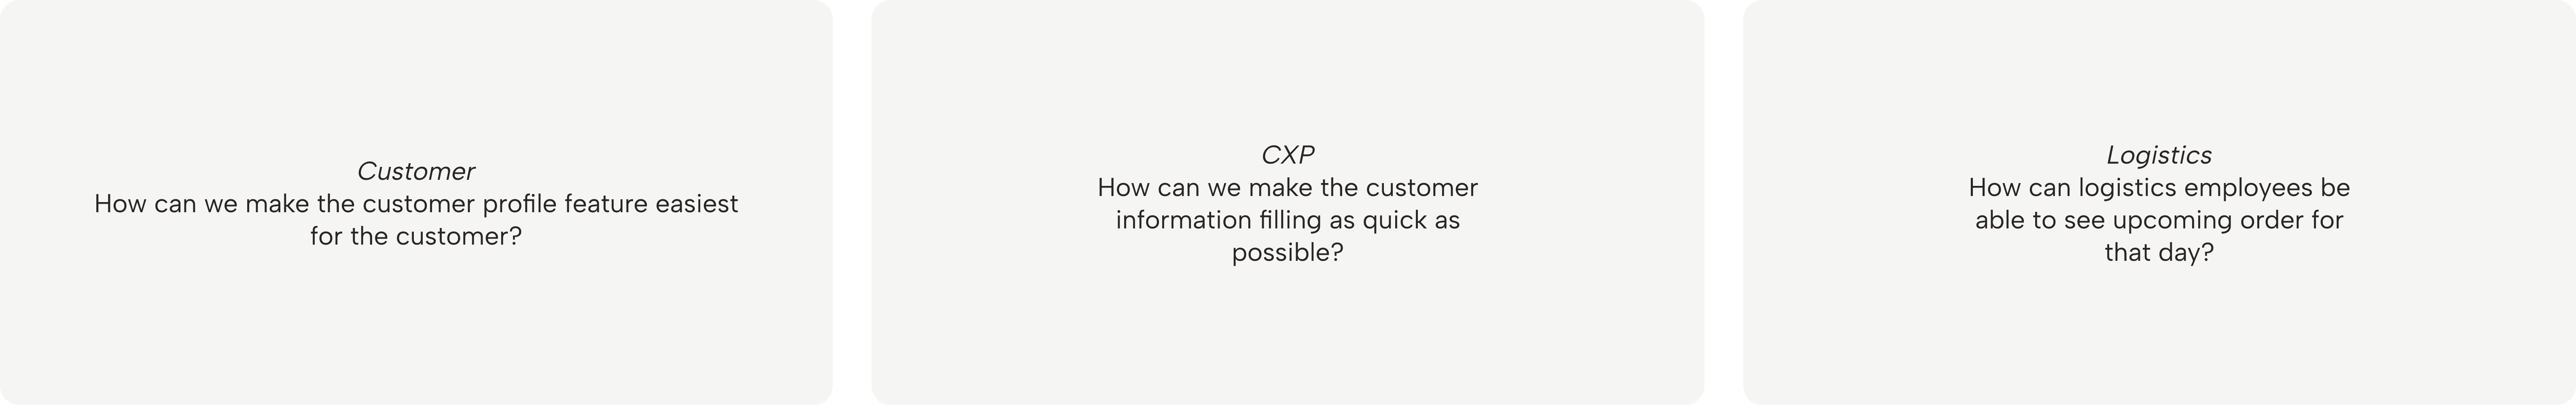 Customer
How can we make the customer profile feature easiest
for the customer?
CXP
How can we make the customer
information filling as quick as
possible?
Logistics
How can logistics employees be
able to see upcoming order for
that day?